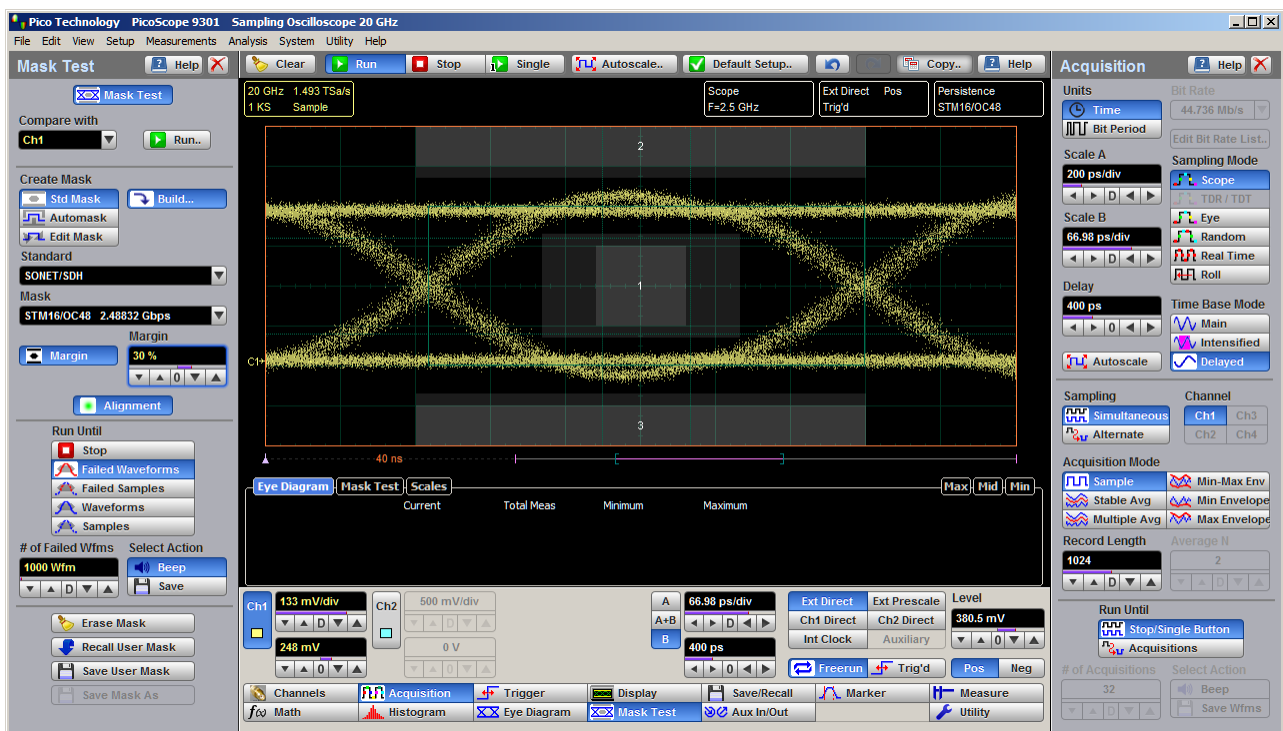 Pico Technology PicoScope 9301 Sampling Oscilloscope 20 GHz
File Edit View Setup Measurements Analysis System Utility Help
Mask Test
Help
Mask Test
Compare with
Ch1
Run..
Create Mask
Std Mask
Build...
Automask
Edit Mask
Standard
SONET/SDH
Mask
STM16/OC48 2.48832 Gbps
Margin
Margin
30 %
0
Alignment
Run Until
Stop
Failed Waveforms
Failed Samples
Waveforms
Samples
# of Failed Wfms
Select Action
1000 Wfm
Beep
D
Save
Erase Mask
Recall User Mask
Save User Mask
Save Mask As
Clear
Run
Stop
Single
Autoscale..
Default Setup..
Copy..
Help
20 GHz 1.493 TSa/s
1 KS Sample
Scope
F=2.5 GHz
Ext Direct Pos
Trig'd
Persistence
STM16/OC48
2
1
C1
3
40 ns
Eye Diagram
Mask Test
Scales
Max
Mid
Min
Current Total Meas Minimum Maximum
Ch1
133 mV/div
D
248 mV
0
Ch2
500 mV/div
D
0 V
0
A
A+B
B
66.98 ps/div
D
400 ps
0
Ext Direct
Ext Prescale
Ch1 Direct
Ch2 Direct
Int Clock
Auxiliary
Level
380.5 mV
0
Freerun
Trig'd
Pos
Neg
Channels
Acquisition
Trigger
Display
Save/Recall
Marker
Measure
f(x) Math
Histogram
Eye Diagram
Mask Test
Aux In/Out
Utility
Acquisition
Help
Units
Bit Rate
Time
44.736 Mb/s
Bit Period
Edit Bit Rate List..
Scale A
200 ps/div
D
Scale B
66.98 ps/div
D
Delay
400 ps
0
Autoscale
Sampling Mode
Scope
TDR / TDT
Eye
Random
Real Time
Roll
Time Base Mode
Main
Intensified
Delayed
Sampling
Channel
Simultaneous
Ch1
Ch3
Alternate
Ch2
Ch4
Acquisition Mode
Sample
Min-Max Env
Stable Avg
Min Envelope
Multiple Avg
Max Envelope
Record Length
Average N
1024
2
D
D
Run Until
Stop/Single Button
Acquisitions
# of Acquisitions
Select Action
32
Beep
D
Save Wfms